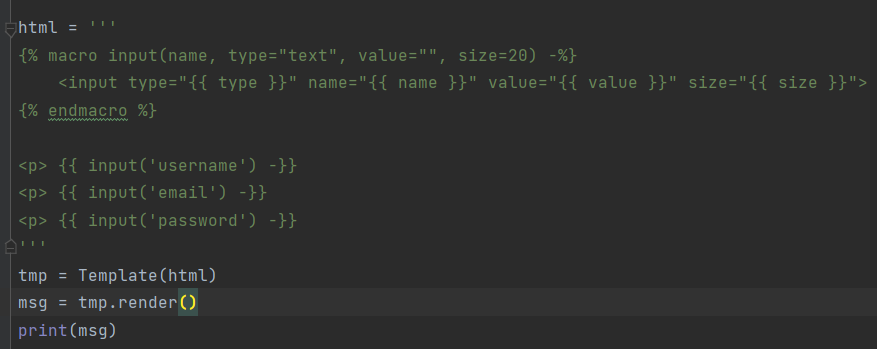 html = '''
{% macro input(name, type="text", value="", size=20) -%}
    <input type="{{ type }}" name="{{ name }}" value="{{ value }}" size="{{ size }}">
{% endmacro %}

<p> {{ input('username') -}}
<p> {{ input('email') -}}
<p> {{ input('password') -}}
'''
tmp = Template(html)
msg = tmp.render()
print(msg)